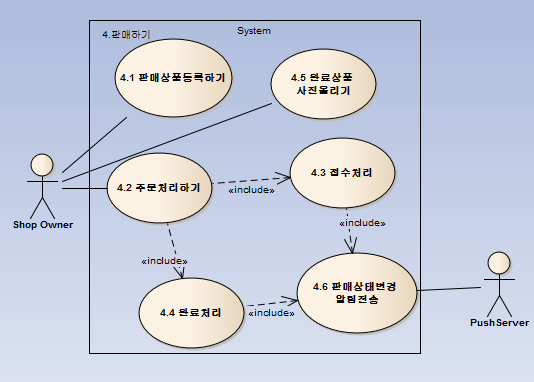 4.판매하기
System
4.1 판매상품등록하기
4.5 완료상품
사진올리기
4.2 주문처리하기
4.3 접수처리
«include»
«include»
Shop Owner
«include»
4.4 완료처리
«include»
4.6 판매상태변경
알림전송
PushServer